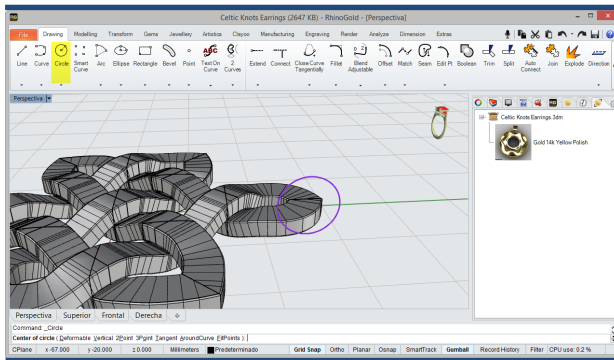 Celtic Knots Earrings (2647 KB) - RhinoGold - [Perspectiva]
File Drawing Modelling Transform Gems Jewellery Artistics Clayoo Manufacturing Engraving Render Analyze Dimension Extras
Line Curve Circle Smart Curve Arc Ellipse Rectangle Bevel Point Text On Curve 2 Curves Extend Connect Close Curve Tangentially Fillet Blend Adjustable Offset Match Seam Edit Pt Boolean Trim Split Auto Connect Join Explode Direction
Perspectiva
Celtic Knots Earrings.3dm
Gold 14k Yellow Polish
Perspectiva Superior Frontal Derecha
Command: _Circle
Center of circle ( Deformable Vertical 2Point 3Point Tangent AroundCurve FitPoints ):
CPlane x -67.000 y -20.000 z 0.000 Millimeters Predeterminado Grid Snap Ortho Planar Osnap SmartTrack Gumball Record History Filter CPU use: 0.2 %